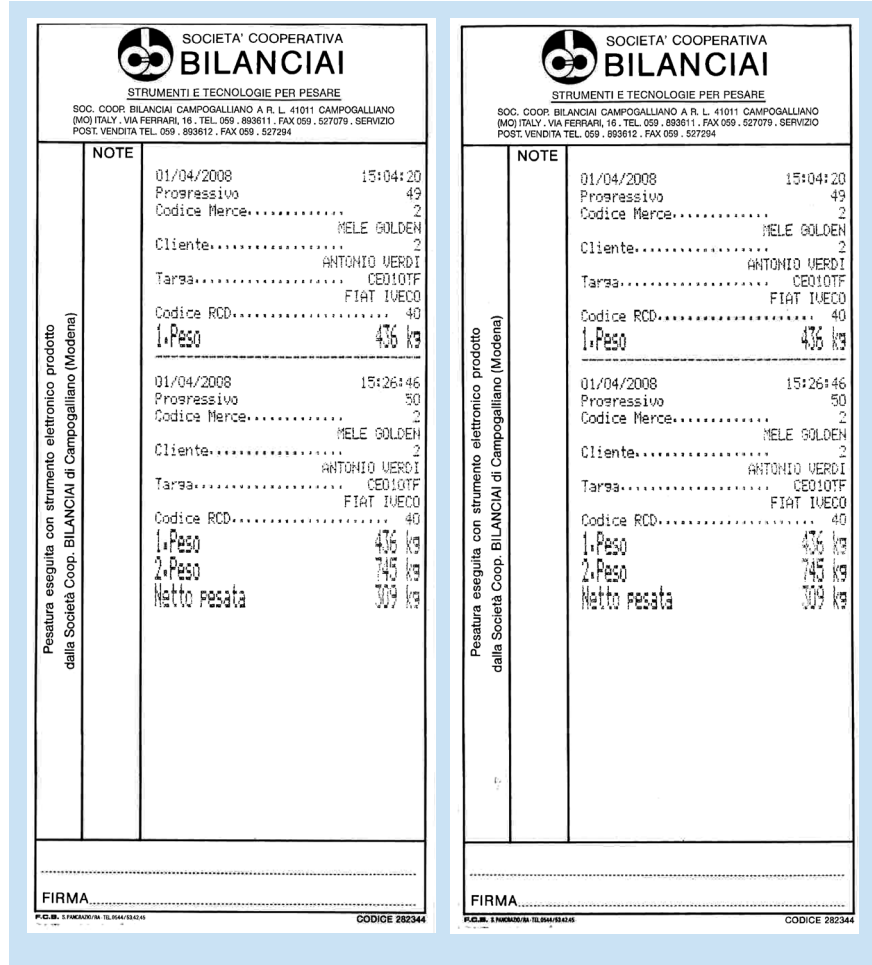 SOCIETA' COOPERATIVA
BILANCIAI
STRUMENTI E TECNOLOGIE PER PESARE
SOC. COOP. BILANCIAI CAMPOGALLIANO A R. L. 41011 CAMPOGALLIANO
(MO) ITALY . VIA FERRARI, 16 . TEL. 059 . 893611 . FAX 059 . 527079 . SERVIZIO
POST. VENDITA TEL. 059 . 893612 . FAX 059 . 527294
NOTE
01/04/2008 15:04:20
Progressivo 49
Codice Merce............. 2
MELE GOLDEN
Cliente................... 2
ANTONIO VERDI
Targa..................... CE010TF
FIAT IVECO
Codice RCD...................... 40
1.Peso 436 kg
01/04/2008 15:26:46
Progressivo 50
Codice Merce............. 2
MELE GOLDEN
Cliente................... 2
ANTONIO VERDI
Targa..................... CE010TF
FIAT IVECO
Codice RCD...................... 40
1.Peso 436 kg
2.Peso 745 kg
Netto pesata 309 kg
Pesatura eseguita con strumento elettronico prodotto
dalla Società Coop. BILANCIAI di Campogalliano (Modena)
FIRMA
F.C.B. S. PANCRAZIO/RA - TEL.0544/534245
CODICE 282344
SOCIETA' COOPERATIVA
BILANCIAI
STRUMENTI E TECNOLOGIE PER PESARE
SOC. COOP. BILANCIAI CAMPOGALLIANO A R. L. 41011 CAMPOGALLIANO
(MO) ITALY . VIA FERRARI, 16 . TEL. 059 . 893611 . FAX 059 . 527079 . SERVIZIO
POST. VENDITA TEL. 059 . 893612 . FAX 059 . 527294
NOTE
01/04/2008 15:04:20
Progressivo 49
Codice Merce............. 2
MELE GOLDEN
Cliente................... 2
ANTONIO VERDI
Targa..................... CE010TF
FIAT IVECO
Codice RCD...................... 40
1.Peso 436 kg
01/04/2008 15:26:46
Progressivo 50
Codice Merce............. 2
MELE GOLDEN
Cliente................... 2
ANTONIO VERDI
Targa..................... CE010TF
FIAT IVECO
Codice RCD...................... 40
1.Peso 436 kg
2.Peso 745 kg
Netto pesata 309 kg
Pesatura eseguita con strumento elettronico prodotto
dalla Società Coop. BILANCIAI di Campogalliano (Modena)
FIRMA
F.C.B. S. PANCRAZIO/RA - TEL.0544/534245
CODICE 282344